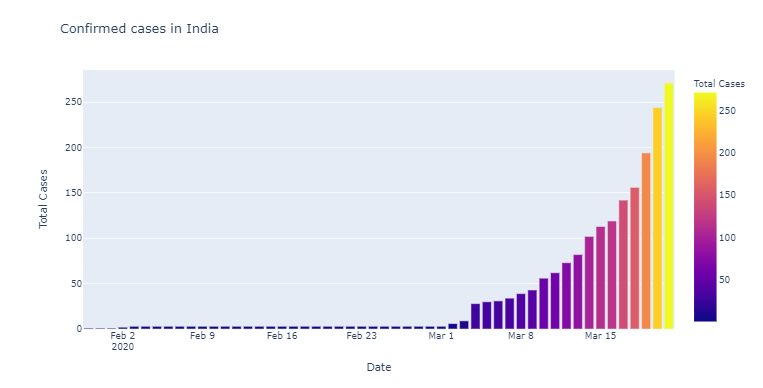 Confirmed cases in India
Total Cases
250
200
150
100
50
0
Feb 2
2020
Feb 9
Feb 16
Feb 23
Mar 1
Mar 8
Mar 15
Date
Total Cases
250
200
150
100
50